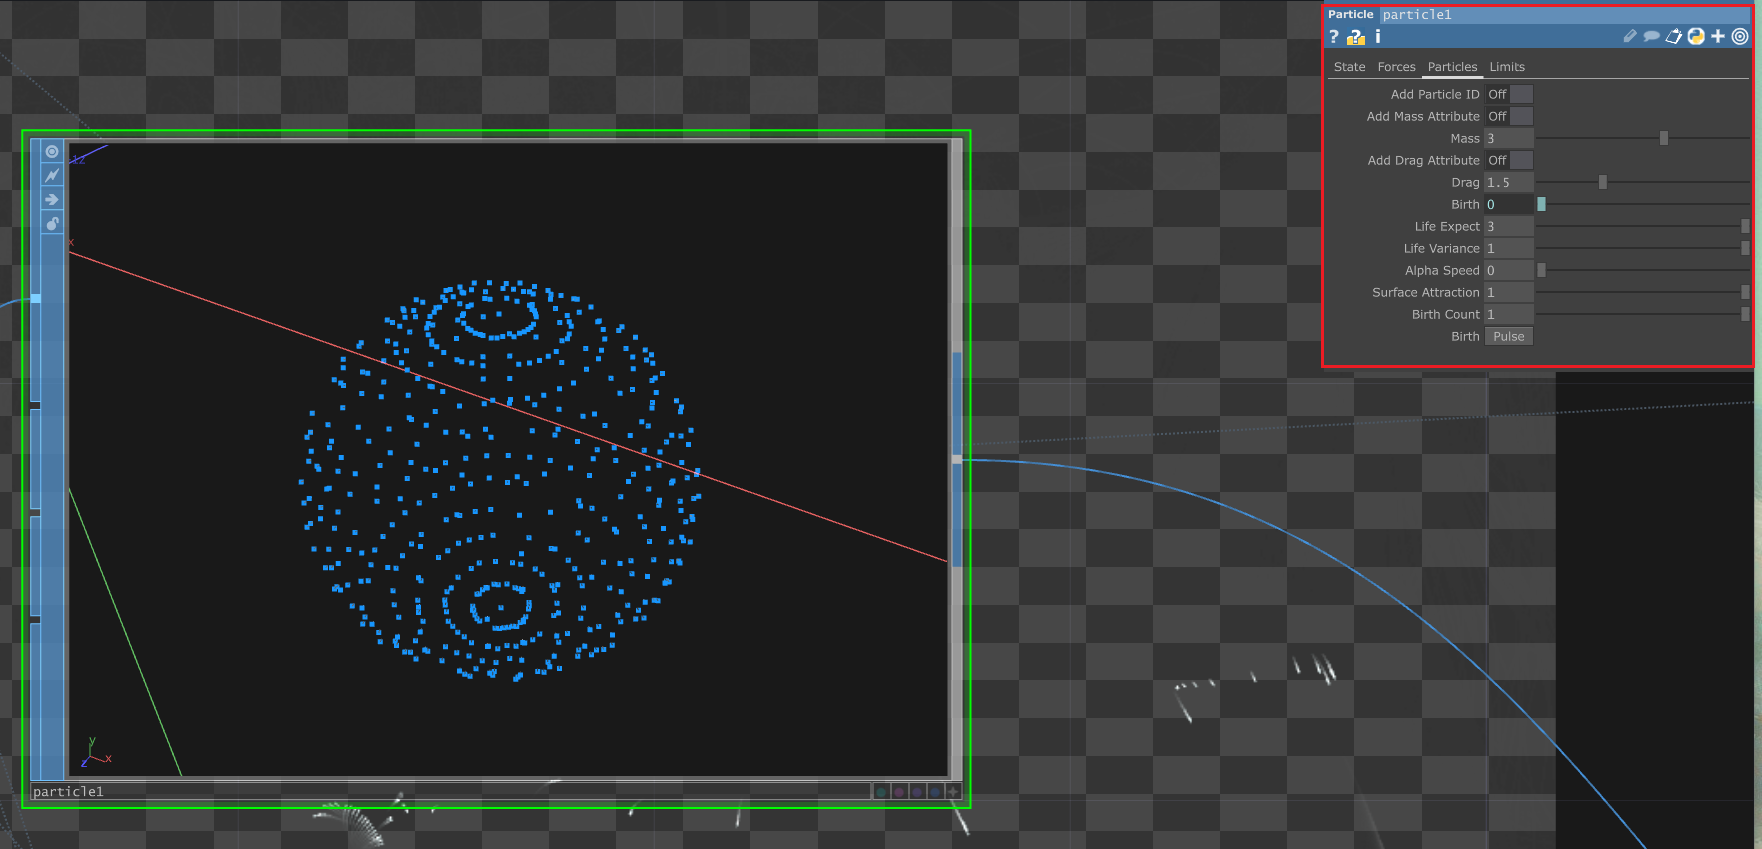 Particle particle1
? ? i
State Forces Particles Limits
Add Particle ID Off
Add Mass Attribute Off
Mass 3
Add Drag Attribute Off
Drag 1.5
Birth 0
Life Expect 3
Life Variance 1
Alpha Speed 0
Surface Attraction 1
Birth Count 1
Birth Pulse
x
y
x
z
particle1